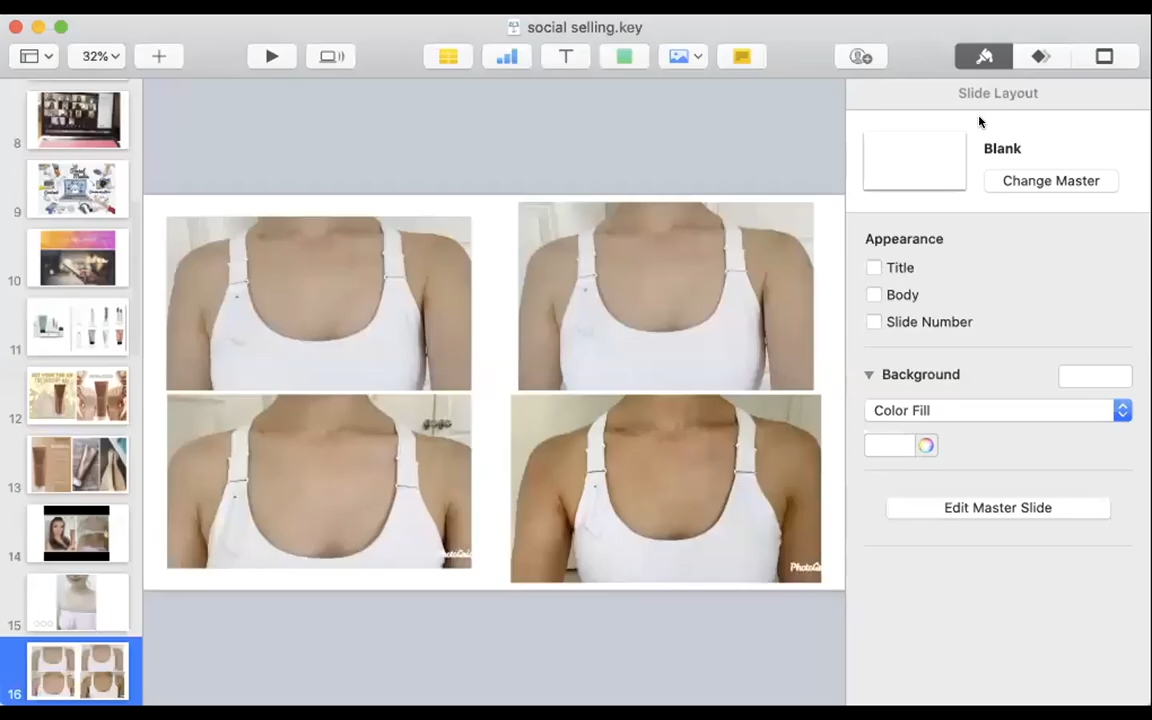 social selling.key
32%
Slide Layout
Blank
Change Master
Appearance
Title
Body
Slide Number
Background
Color Fill
Edit Master Slide
8
9
10
11
12
13
14
15
16